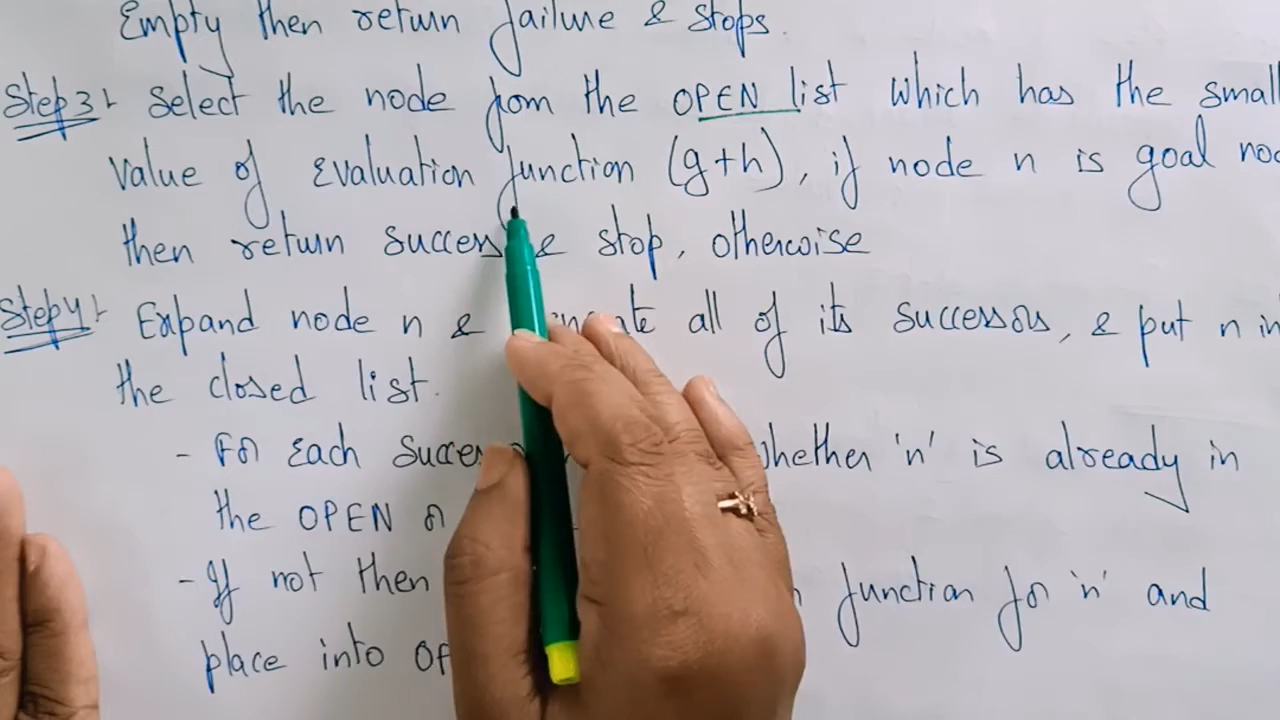 Empty then return failure & stops.
Step3:- Select the node from the OPEN list which has the small
value of Evaluation function (g+h), if node n is goal
then return success & stop, otherwise
Step4:- Expand node n & all of its successors, & put n in
the closed list.
- For Each whether 'n' is already in
the OPEN or
- If not then function for 'n' and
place into